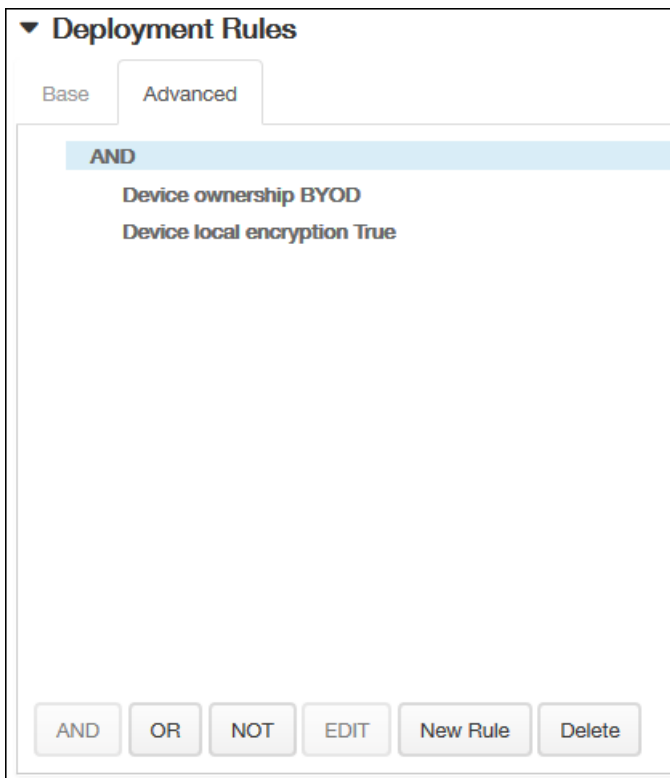 Deployment Rules
Base Advanced
AND
Device ownership BYOD
Device local encryption True
AND OR NOT EDIT New Rule Delete